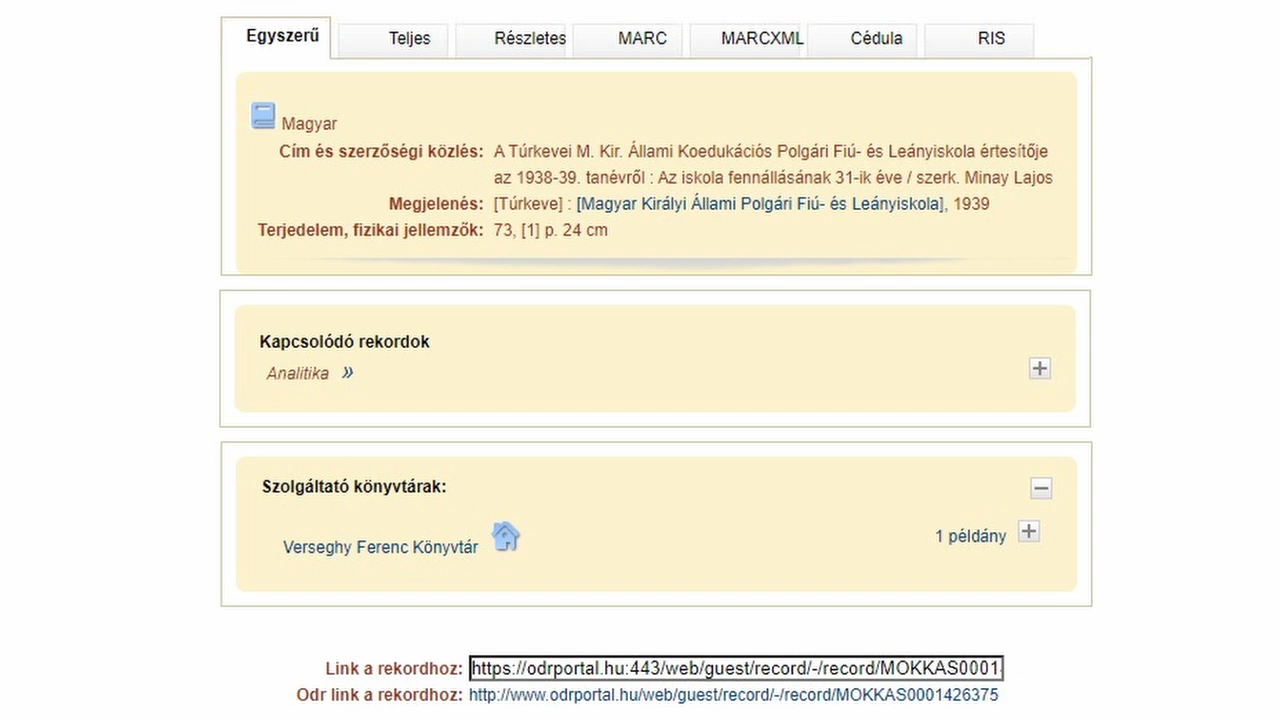 Egyszerű Teljes Részletes MARC MARCXML Cédula RIS
Magyar
Cím és szerzőségi közlés: A Túrkevei M. Kir. Állami Koedukációs Polgári Fiú- és Leányiskola értesítője
az 1938-39. tanévről : Az iskola fennállásának 31-ik éve / szerk. Minay Lajos
Megjelenés: [Túrkeve] : [Magyar Királyi Állami Polgári Fiú- és Leányiskola], 1939
Terjedelem, fizikai jellemzők: 73, [1] p. 24 cm
Kapcsolódó rekordok
Analitika »
Szolgáltató könyvtárak:
Verseghy Ferenc Könyvtár 1 példány
Link a rekordhoz: https://odrportal.hu:443/web/guest/record/-/record/MOKKAS0001
Odr link a rekordhoz: http://www.odrportal.hu/web/guest/record/-/record/MOKKAS0001426375